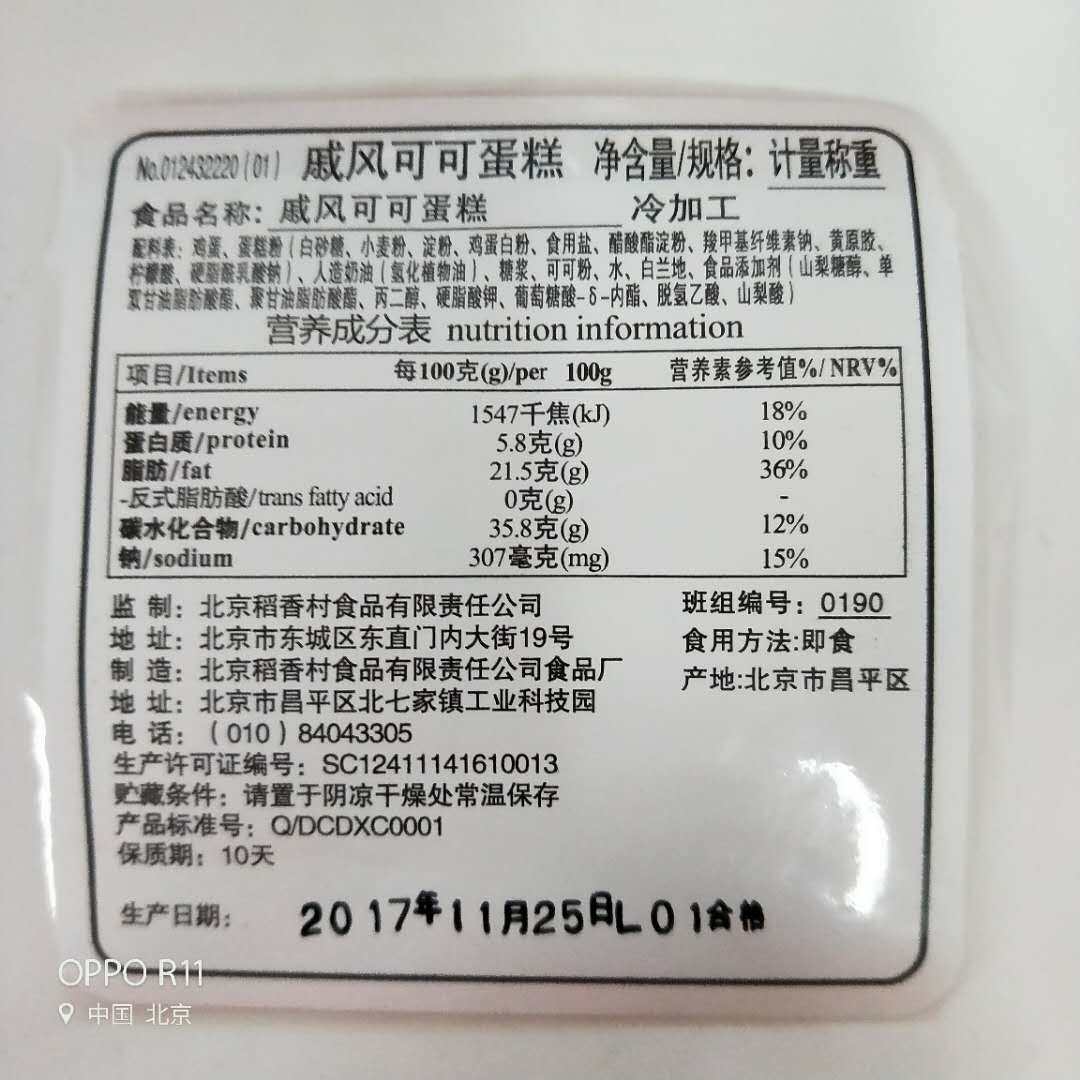 No.012432220(01) 戚风可可蛋糕 净含量/规格：计量称重
食品名称：戚风可可蛋糕 冷加工
配料表：鸡蛋、蛋糕粉（白砂糖、小麦粉、淀粉、鸡蛋白粉、食用盐、醋酸酯淀粉、羧甲基纤维素钠、黄原胶、
柠檬酸、硬脂酰乳酸钠）、人造奶油（氢化植物油）、糖浆、可可粉、水、白兰地、食品添加剂（山梨糖醇、单
双甘油脂肪酸酯、聚甘油脂肪酸酯、丙二醇、硬脂酸钾、葡萄糖酸-δ-内酯、脱氢乙酸、山梨酸）
营养成分表 nutrition information
项目/Items 每100克(g)/per 100g 营养素参考值%/NRV%
能量/energy 1547千焦(kJ) 18%
蛋白质/protein 5.8克(g) 10%
脂肪/fat 21.5克(g) 36%
-反式脂肪酸/trans fatty acid 0克(g) -
碳水化合物/carbohydrate 35.8克(g) 12%
钠/sodium 307毫克(mg) 15%
监 制：北京稻香村食品有限责任公司 班组编号：0190
地 址：北京市东城区东直门内大街19号 食用方法:即食
制 造：北京稻香村食品有限责任公司食品厂 产地:北京市昌平区
地 址：北京市昌平区北七家镇工业科技园
电 话：（010）84043305
生产许可证编号：SC12411141610013
贮藏条件：请置于阴凉干燥处常温保存
产品标准号：Q/DCDXC0001
保质期：10天
生产日期：2017年11月25日L01合格
OPPO R11
中国 北京